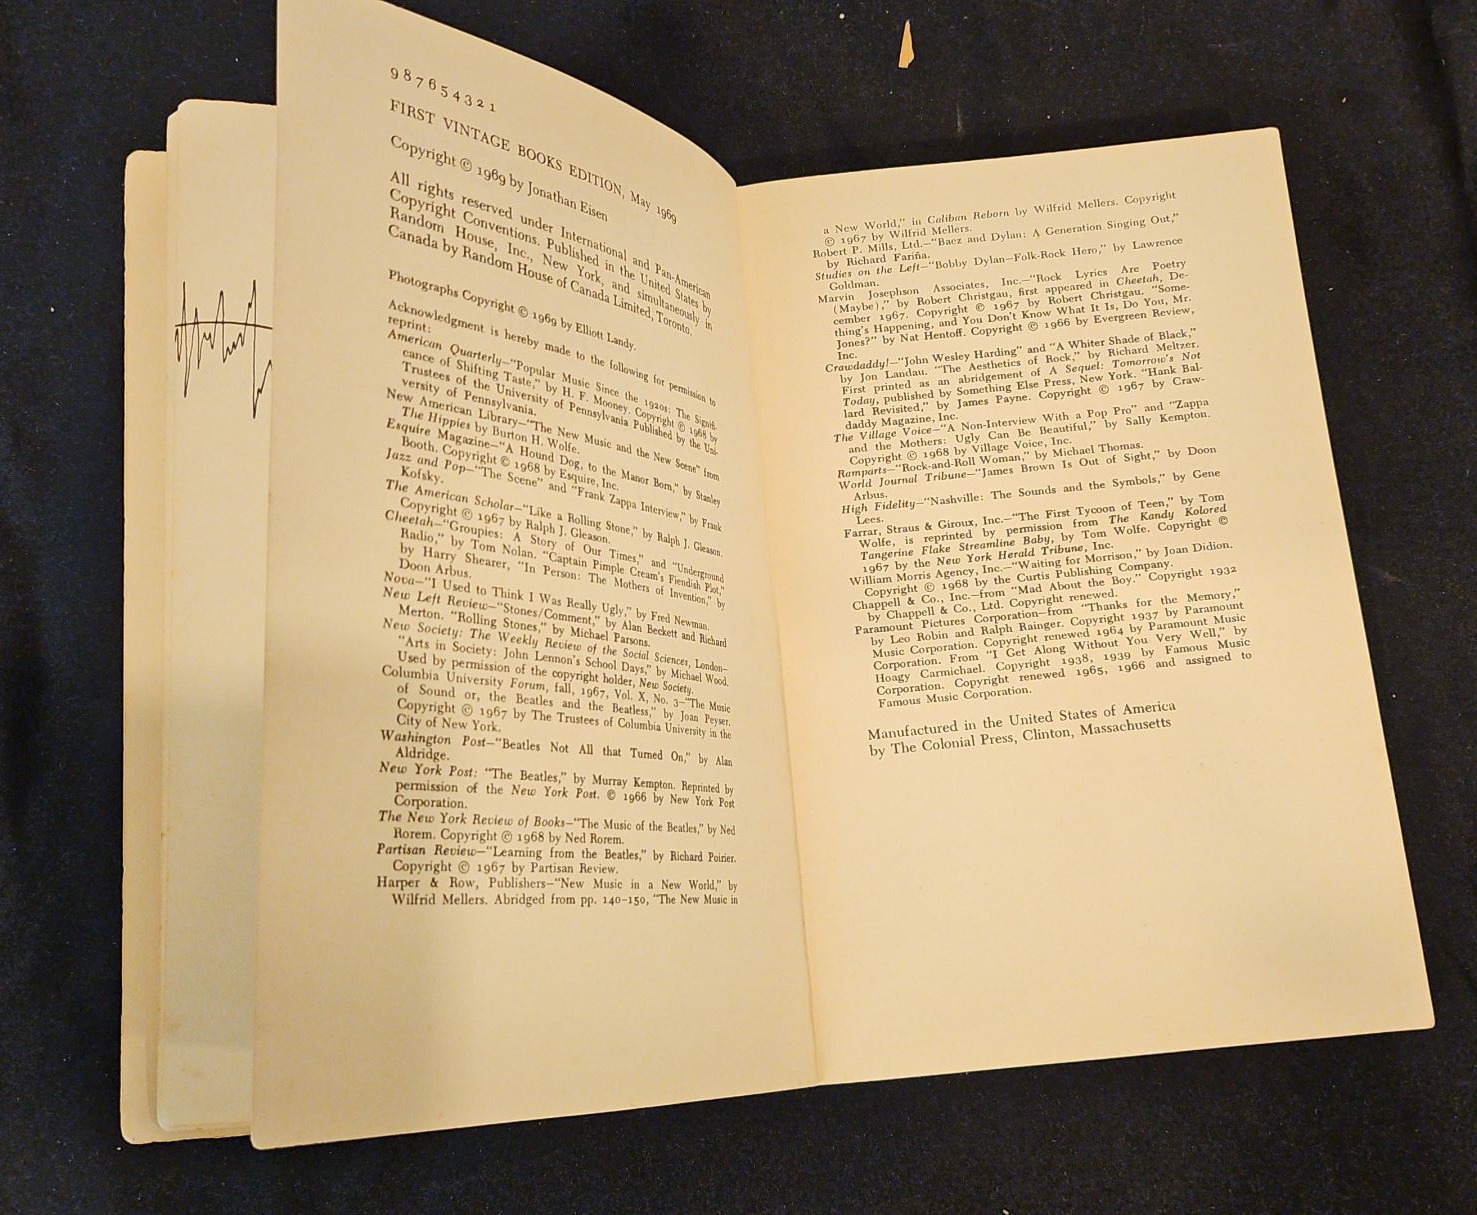 9 8 7 6 5 4 3 2 1
FIRST VINTAGE BOOKS EDITION, May 1969
Copyright © 1969 by Jonathan Eisen
All rights reserved under International and Pan-American
Copyright Conventions. Published in the United States by
Random House, Inc., New York, and simultaneously in
Canada by Random House of Canada Limited, Toronto.
Photographs Copyright © 1969 by Elliott Landy.
Acknowledgment is hereby made to the following for permission to
reprint:
American Quarterly—"Popular Music Since the 1920s: The Signifi-
cance of Shifting Taste," by H. F. Mooney. Copyright © 1968 by
Trustees of the University of Pennsylvania Published by the Uni-
versity of Pennsylvania.
New American Library—"The New Music and the New Scene" from
The Hippies by Burton H. Wolfe.
Esquire Magazine—"A Hound Dog, to the Manor Born," by Stanley
Booth. Copyright © 1968 by Esquire, Inc.
Jazz and Pop—"The Scene" and "Frank Zappa Interview," by Frank
Kofsky.
The American Scholar—"Like a Rolling Stone," by Ralph J. Gleason.
Copyright © 1967 by Ralph J. Gleason.
Cheetah—"Groupies: A Story of Our Times," and "Underground
Radio," by Tom Nolan, "Captain Pimple Cream's Fiendish Plot,"
by Harry Shearer, "In Person: The Mothers of Invention," by
Doon Arbus.
Nova—"I Used to Think I Was Really Ugly," by Fred Newman.
New Left Review—"Stones/Comment," by Alan Beckett and Richard
Merton. "Rolling Stones," by Michael Parsons.
New Society: The Weekly Review of the Social Sciences, London—
"Arts in Society: John Lennon's School Days," by Michael Wood.
Used by permission of the copyright holder, New Society.
Columbia University Forum, fall, 1967, Vol. X, No. 3—"The Music
of Sound or, the Beatles and the Beatless," by Joan Peyser.
Copyright © 1967 by The Trustees of Columbia University in the
City of New York.
Washington Post—"Beatles Not All that Turned On," by Alan
Aldridge.
New York Post: "The Beatles," by Murray Kempton. Reprinted by
permission of the New York Post. © 1966 by New York Post
Corporation.
The New York Review of Books—"The Music of the Beatles," by Ned
Rorem. Copyright © 1968 by Ned Rorem.
Partisan Review—"Learning from the Beatles," by Richard Poirier.
Copyright © 1967 by Partisan Review.
Harper & Row, Publishers—"New Music in a New World," by
Wilfrid Mellers. Abridged from pp. 140–150, "The New Music in
a New World," in Caliban Reborn by Wilfrid Mellers. Copyright
© 1967 by Wilfrid Mellers.
Robert P. Mills, Ltd.—"Baez and Dylan: A Generation Singing Out,"
by Richard Fariña.
Studies on the Left—"Bobby Dylan—Folk-Rock Hero," by Lawrence
Goldman.
Marvin Josephson Associates, Inc.—"Rock Lyrics Are Poetry
(Maybe)," by Robert Christgau, first appeared in Cheetah, De-
cember 1967. Copyright © 1967 by Robert Christgau. "Some-
thing's Happening, and You Don't Know What It Is, Do You, Mr.
Jones?" by Nat Hentoff. Copyright © 1966 by Evergreen Review,
Inc.
Crawdaddy!—"John Wesley Harding" and "A Whiter Shade of Black,"
by Jon Landau. "The Aesthetics of Rock," by Richard Meltzer.
First printed as an abridgement of A Sequel: Tomorrow's Not
Today, published by Something Else Press, New York. "Hank Bal-
lard Revisited," by James Payne. Copyright © 1967 by Craw-
daddy Magazine, Inc.
The Village Voice—"A Non-Interview With a Pop Pro" and "Zappa
and the Mothers: Ugly Can Be Beautiful," by Sally Kempton.
Copyright © 1968 by Village Voice, Inc.
Ramparts—"Rock-and-Roll Woman," by Michael Thomas.
World Journal Tribune—"James Brown Is Out of Sight," by Doon
Arbus.
High Fidelity—"Nashville: The Sounds and the Symbols," by Gene
Lees.
Farrar, Straus & Giroux, Inc.—"The First Tycoon of Teen," by Tom
Wolfe, is reprinted by permission from The Kandy Kolored
Tangerine Flake Streamline Baby, by Tom Wolfe. Copyright ©
1967 by the New York Herald Tribune, Inc.
William Morris Agency, Inc.—"Waiting for Morrison," by Joan Didion.
Copyright © 1968 by the Curtis Publishing Company.
Chappell & Co., Inc.—from "Mad About the Boy." Copyright 1932
by Chappell & Co., Ltd. Copyright renewed.
Paramount Pictures Corporation—from "Thanks for the Memory,"
by Leo Robin and Ralph Rainger. Copyright 1937 by Paramount
Music Corporation. Copyright renewed 1964 by Paramount Music
Corporation. From "I Get Along Without You Very Well," by
Hoagy Carmichael. Copyright 1938, 1939 by Famous Music
Corporation. Copyright renewed 1965, 1966 and assigned to
Famous Music Corporation.
Manufactured in the United States of America
by The Colonial Press, Clinton, Massachusetts